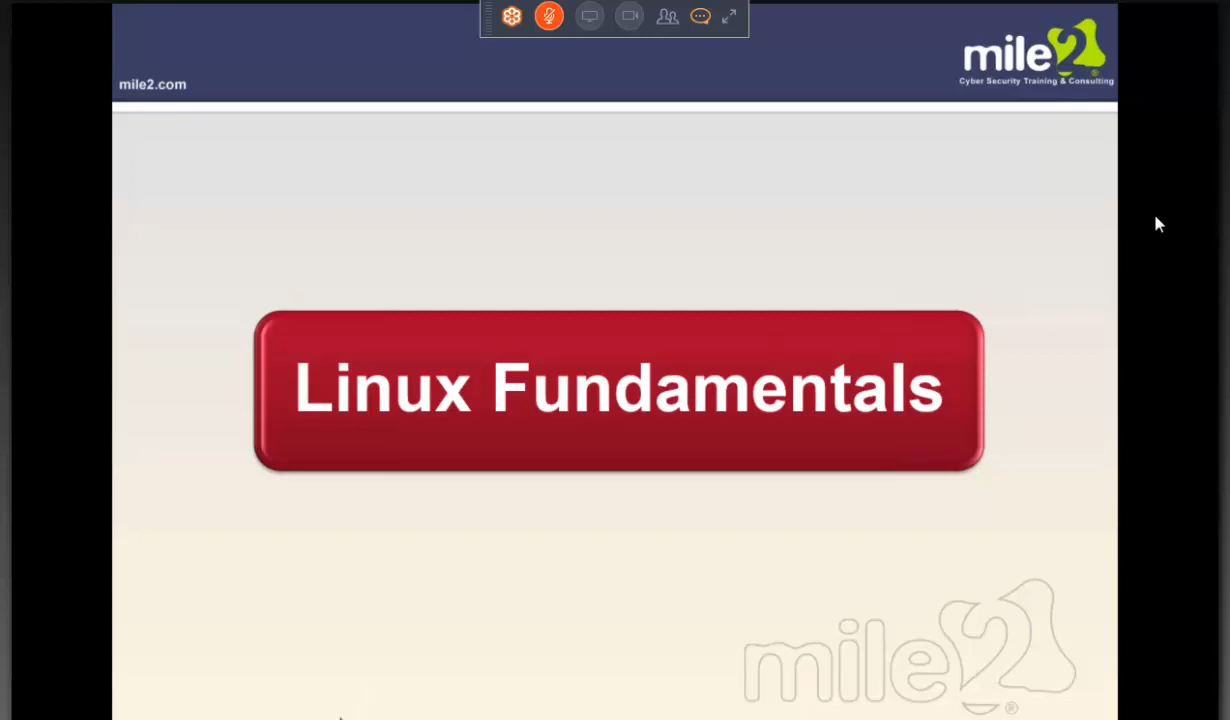 mile2.com
mile2®
Cyber Security Training & Consulting
Linux Fundamentals
mile2®